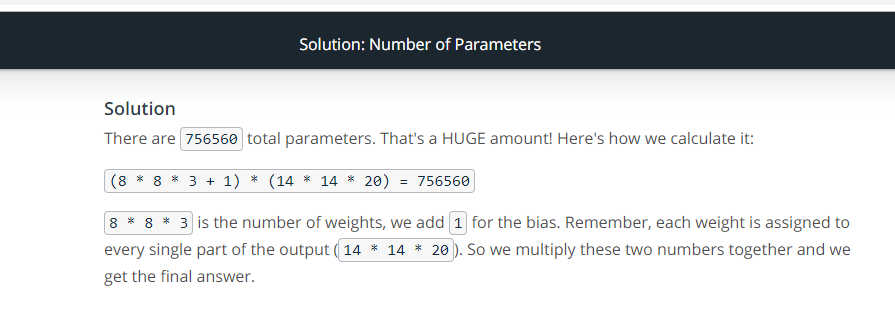 Solution: Number of Parameters
Solution
There are 756560 total parameters. That's a HUGE amount! Here's how we calculate it:
(8 * 8 * 3 + 1) * (14 * 14 * 20) = 756560
8 * 8 * 3 is the number of weights, we add 1 for the bias. Remember, each weight is assigned to
every single part of the output (14 * 14 * 20). So we multiply these two numbers together and we
get the final answer.